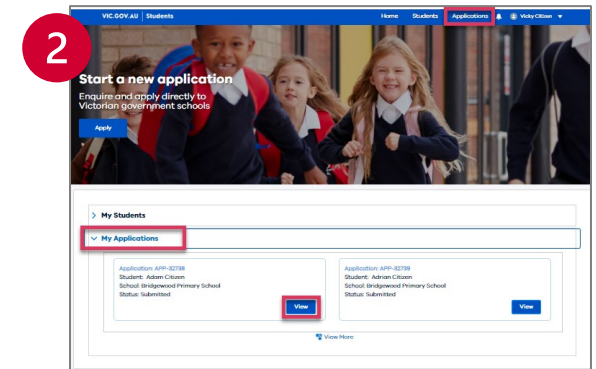 2
VIC.GOV.AU | Students Home Students Applications Vicky Citizen
Start a new application
Enquire and apply directly to
Victorian government schools
Apply
My Students
My Applications
Application: APP-32738
Student: Adam Citizen
School: Bridgewood Primary School
Status: Submitted
View
Application: APP-32739
Student: Adrian Citizen
School: Bridgewood Primary School
Status: Submitted
View
View More